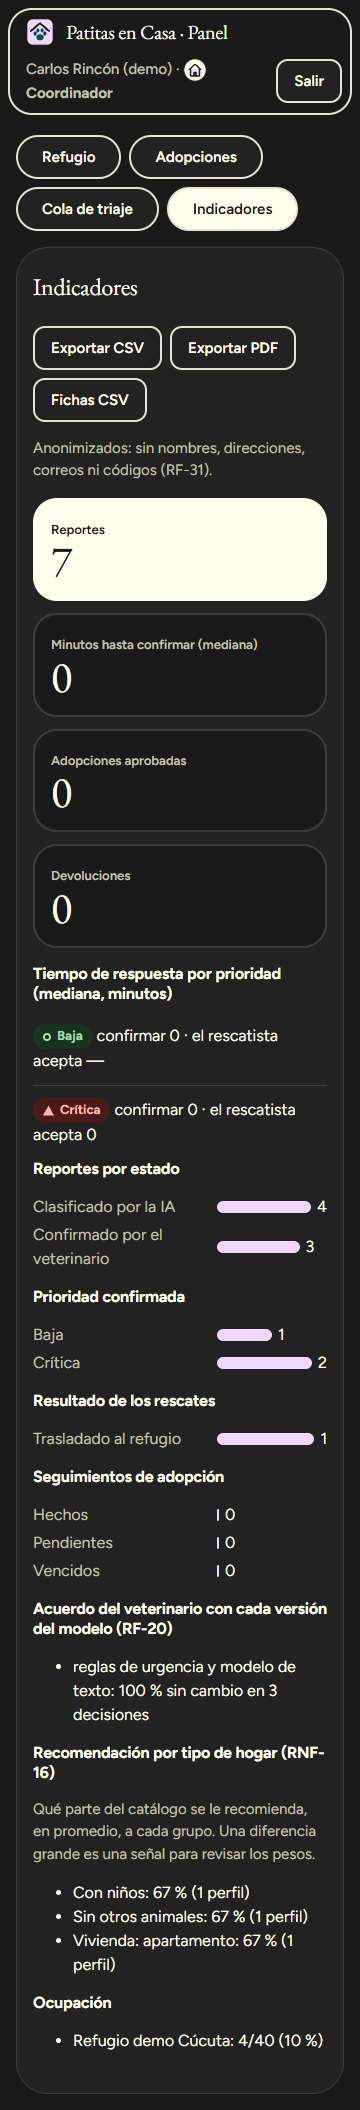 Patitas en Casa · Panel
Carlos Rincón (demo) ·
Coordinador
Salir
Refugio
Adopciones
Cola de triaje
Indicadores
Indicadores
Exportar CSV
Exportar PDF
Fichas CSV
Anonimizados: sin nombres, direcciones,
correos ni códigos (RF-31).
Reportes
7
Minutos hasta confirmar (mediana)
0
Adopciones aprobadas
0
Devoluciones
0
Tiempo de respuesta por prioridad
(mediana, minutos)
Baja confirmar 0 · el rescatista
acepta —
Crítica confirmar 0 · el rescatista
acepta 0
Reportes por estado
Clasificado por la IA 4
Confirmado por el
veterinario 3
Prioridad confirmada
Baja 1
Crítica 2
Resultado de los rescates
Trasladado al refugio 1
Seguimientos de adopción
Hechos 0
Pendientes 0
Vencidos 0
Acuerdo del veterinario con cada versión
del modelo (RF-20)
• reglas de urgencia y modelo de
texto: 100 % sin cambio en 3
decisiones
Recomendación por tipo de hogar (RNF-
16)
Qué parte del catálogo se le recomienda,
en promedio, a cada grupo. Una diferencia
grande es una señal para revisar los pesos.
• Con niños: 67 % (1 perfil)
• Sin otros animales: 67 % (1 perfil)
• Vivienda: apartamento: 67 % (1
perfil)
Ocupación
• Refugio demo Cúcuta: 4/40 (10 %)